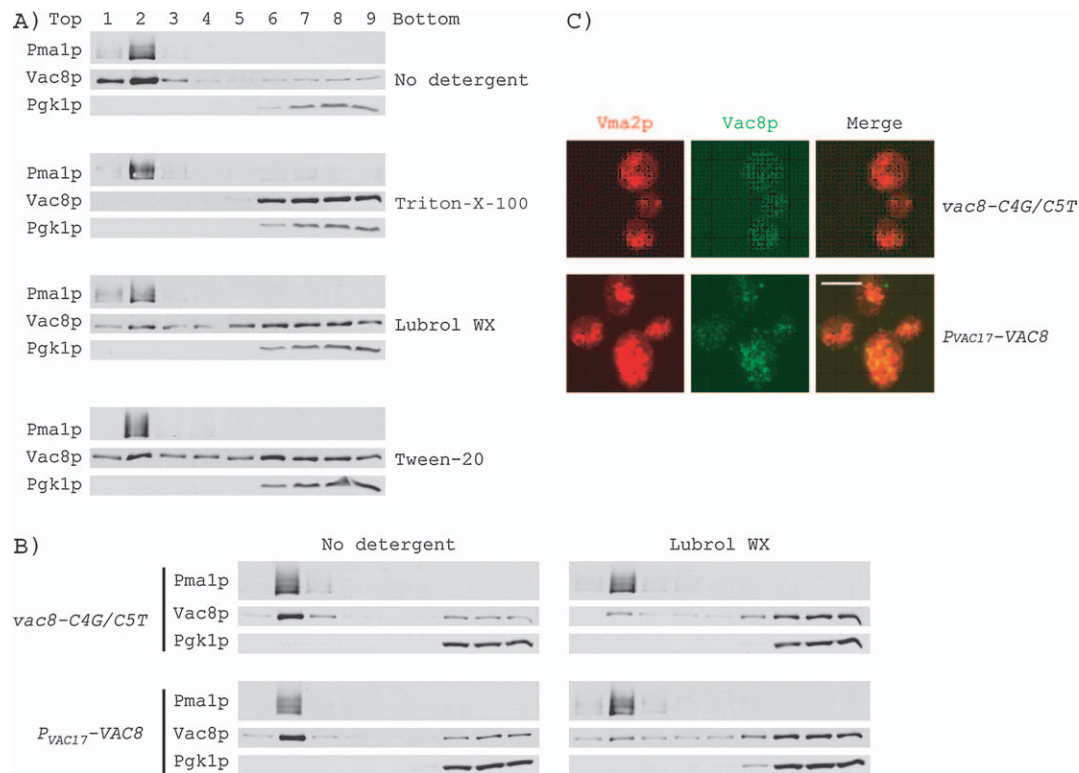 A) Top 1 2 3 4 5 6 7 8 9 Bottom
Pma1p
Vac8p
No detergent
Pgk1p
Pma1p
Vac8p
Triton-X-100
Pgk1p
Pma1p
Vac8p
Lubrol WX
Pgk1p
Pma1p
Vac8p
Tween-20
Pgk1p
C)
Vma2p Vac8p Merge
vac8-C4G/C5T
PVAC17-VAC8
B)
No detergent Lubrol WX
vac8-C4G/C5T
Pma1p
Vac8p
Pgk1p
PVAC17-VAC8
Pma1p
Vac8p
Pgk1p